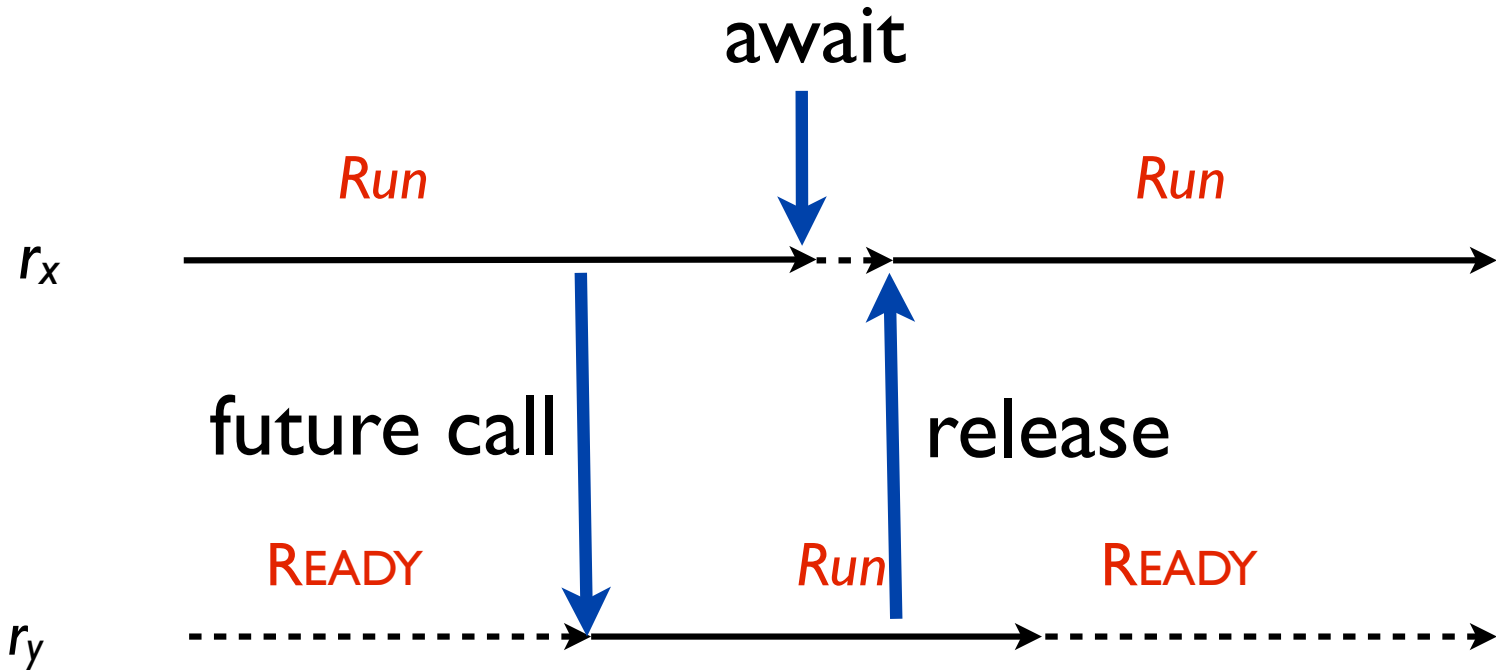 await
Run Run
rx
future call release
READY Run READY
ry